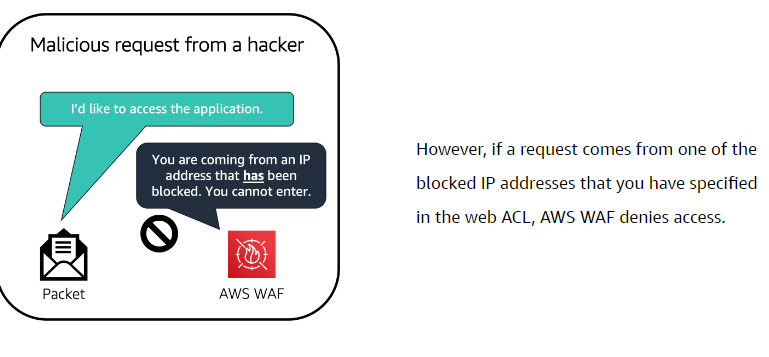 Malicious request from a hacker
I'd like to access the application.
You are coming from an IP
address that has been
blocked. You cannot enter.
Packet
AWS WAF
However, if a request comes from one of the
blocked IP addresses that you have specified
in the web ACL, AWS WAF denies access.